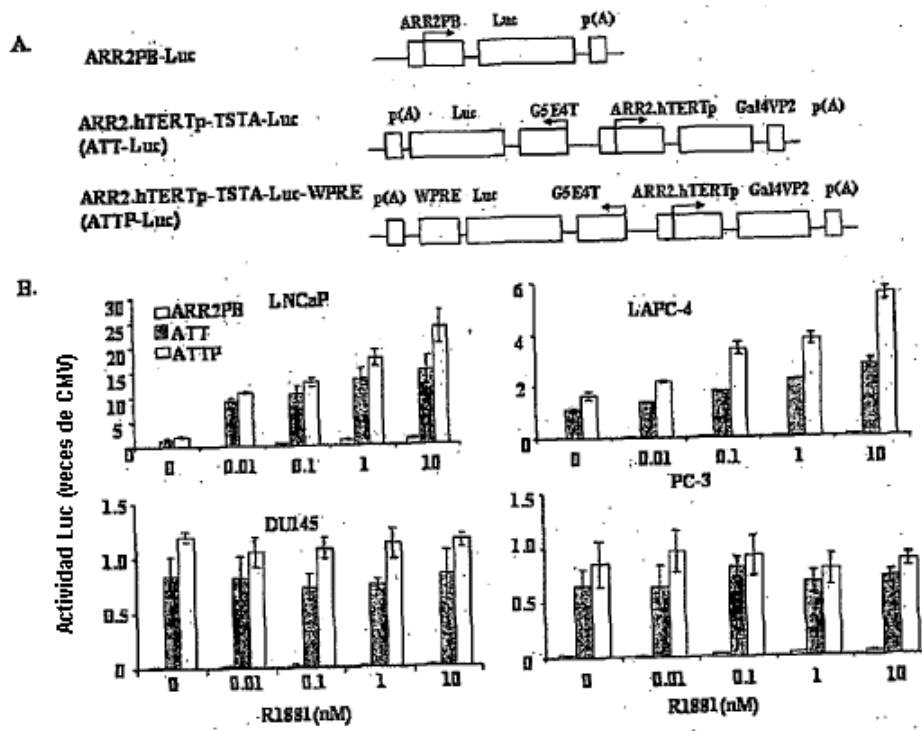 A.
ARR2PB-Luc
ARR2PB Luc p(A)
ARR2.hTERTp-TSTA-Luc
(ATT-Luc)
p(A) Luc G5E4T ARR2.hTERTp Gal4VP2 p(A)
ARR2.hTERTp-TSTA-Luc-WPRE
(ATTP-Luc)
p(A) WPRE Luc G5E4T ARR2.hTERTp Gal4VP2 p(A)
B.
Actividad Luc (veces de CMV)
LNCaP
ARR2PB
ATT
ATTP
30
25
20
15
10
5
0
0 0.01 0.1 1 10
LAPC-4
6
4
2
0
0 0.01 0.1 1 10
DU145
1.5
1.0
0.5
0
0 0.01 0.1 1 10
R1881(nM)
PC-3
1.5
1.0
0.5
0
0 0.01 0.1 1 10
R1881(nM)